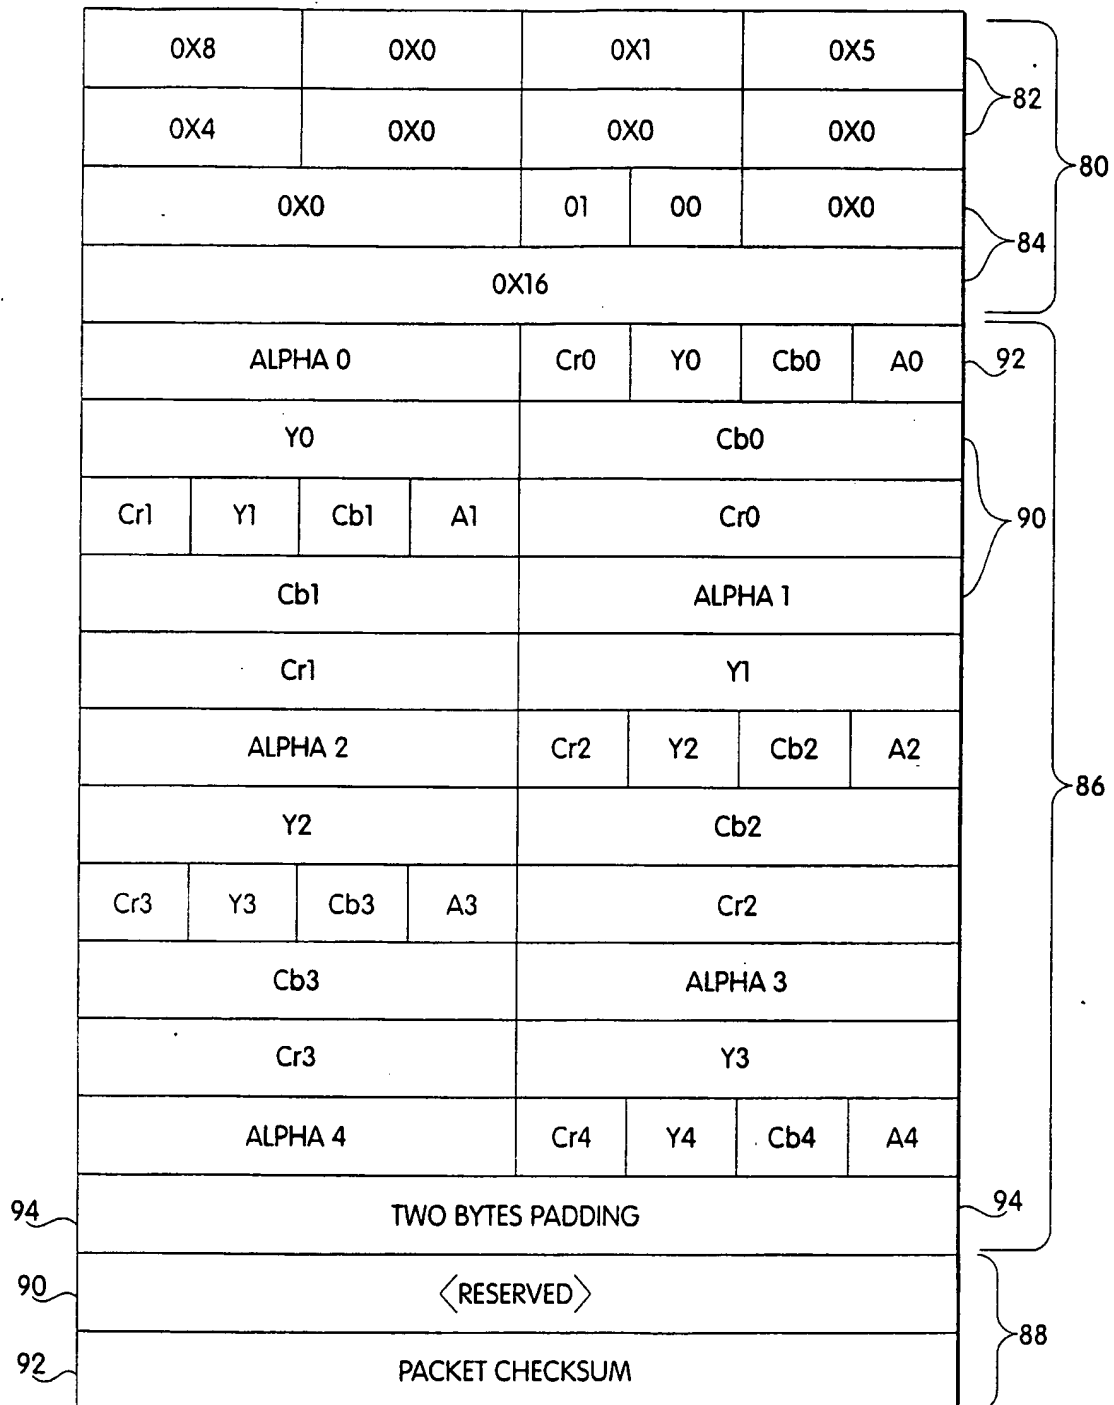 0X8 0X0 0X1 0X5
82
0X4 0X0 0X0 0X0
80
0X0 01 00 0X0
84
0X16
ALPHA 0 Cr0 Y0 Cb0 A0 92
Y0 Cb0
Cr1 Y1 Cb1 A1 Cr0 90
Cb1 ALPHA 1
Cr1 Y1
ALPHA 2 Cr2 Y2 Cb2 A2
86
Y2 Cb2
Cr3 Y3 Cb3 A3 Cr2
Cb3 ALPHA 3
Cr3 Y3
ALPHA 4 Cr4 Y4 Cb4 A4
94 TWO BYTES PADDING 94
90 〈RESERVED〉
88
92 PACKET CHECKSUM